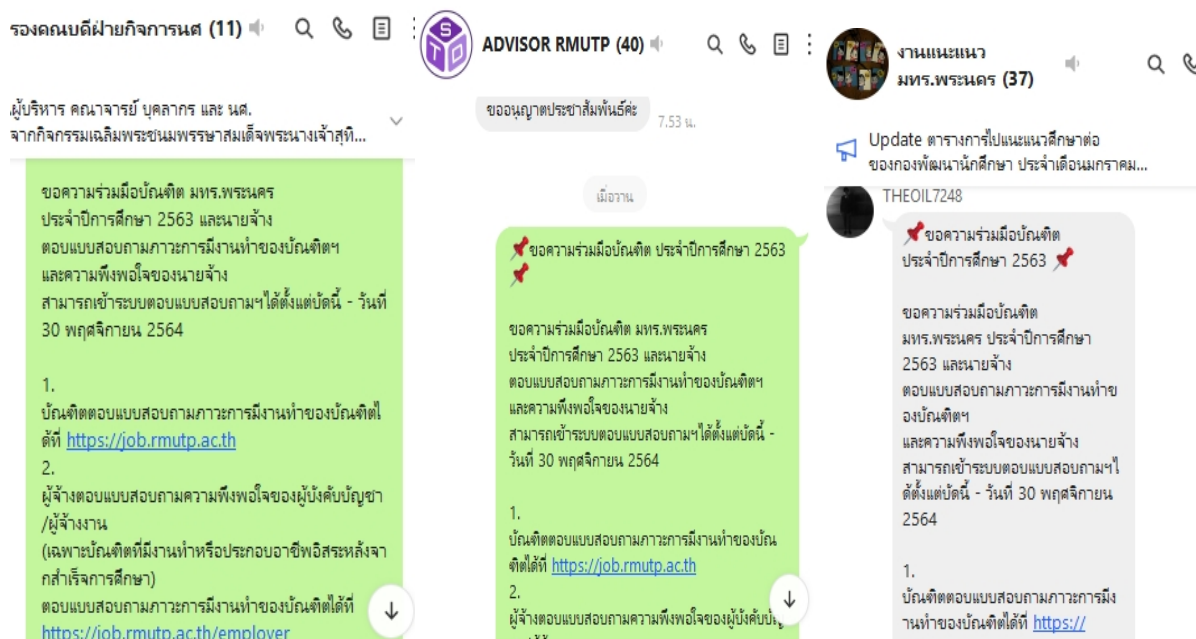 รองคณบดีฝ่ายกิจการนศ (11)
ผู้บริหาร คณาจารย์ บุคลากร และ นศ.
จากกิจกรรมเฉลิมพระชนมพรรษาสมเด็จพระนางเจ้าสุทิ...
ขอความร่วมมือบัณฑิต มทร.พระนคร
ประจำปีการศึกษา 2563 และนายจ้าง
ตอบแบบสอบถามภาวะการมีงานทำของบัณฑิตฯ
และความพึงพอใจของนายจ้าง
สามารถเข้าระบบตอบแบบสอบถามฯได้ตั้งแต่บัดนี้ - วันที่
30 พฤศจิกายน 2564
1.
บัณฑิตตอบแบบสอบถามภาวะการมีงานทำของบัณฑิตไ
ด้ที่ https://job.rmutp.ac.th
2.
ผู้จ้างตอบแบบสอบถามความพึงพอใจของผู้บังคับบัญชา
/ผู้จ้างงาน
(เฉพาะบัณฑิตที่มีงานทำหรือประกอบอาชีพอิสระหลังจา
กสำเร็จการศึกษา)
ตอบแบบสอบถามภาวะการมีงานทำของบัณฑิตได้ที่
https://job.rmutp.ac.th/employer
S T D
ADVISOR RMUTP (40)
ขออนุญาตประชาสัมพันธ์ค่ะ
7.53 น.
เมื่อวาน
ขอความร่วมมือบัณฑิต ประจำปีการศึกษา 2563
ขอความร่วมมือบัณฑิต มทร.พระนคร
ประจำปีการศึกษา 2563 และนายจ้าง
ตอบแบบสอบถามภาวะการมีงานทำของบัณฑิตฯ
และความพึงพอใจของนายจ้าง
สามารถเข้าระบบตอบแบบสอบถามฯได้ตั้งแต่บัดนี้ -
วันที่ 30 พฤศจิกายน 2564
1.
บัณฑิตตอบแบบสอบถามภาวะการมีงานทำของบัณ
ฑิตได้ที่ https://job.rmutp.ac.th
2.
ผู้จ้างตอบแบบสอบถามความพึงพอใจของผู้บังคับบัญ
งานแนะแนว
มทร.พระนคร (37)
Update ตารางการไปแนะแนวศึกษาต่อ
ของกองพัฒนานักศึกษา ประจำเดือนมกราคม...
THEOIL7248
ขอความร่วมมือบัณฑิต
ประจำปีการศึกษา 2563
ขอความร่วมมือบัณฑิต
มทร.พระนคร ประจำปีการศึกษา
2563 และนายจ้าง
ตอบแบบสอบถามภาวะการมีงานทำข
องบัณฑิตฯ
และความพึงพอใจของนายจ้าง
สามารถเข้าระบบตอบแบบสอบถามฯไ
ด้ตั้งแต่บัดนี้ - วันที่ 30 พฤศจิกายน
2564
1.
บัณฑิตตอบแบบสอบถามภาวะการมีง
านทำของบัณฑิตได้ที่ https://